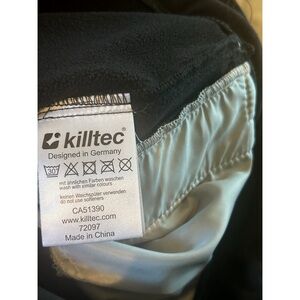 killtec
Designed in Germany
30
mit ähnlichen Farben waschen
wash with similar colours
keinen Weichspüler verwenden
do not use softeners
CA51390
www.killtec.com
72097
Made in China